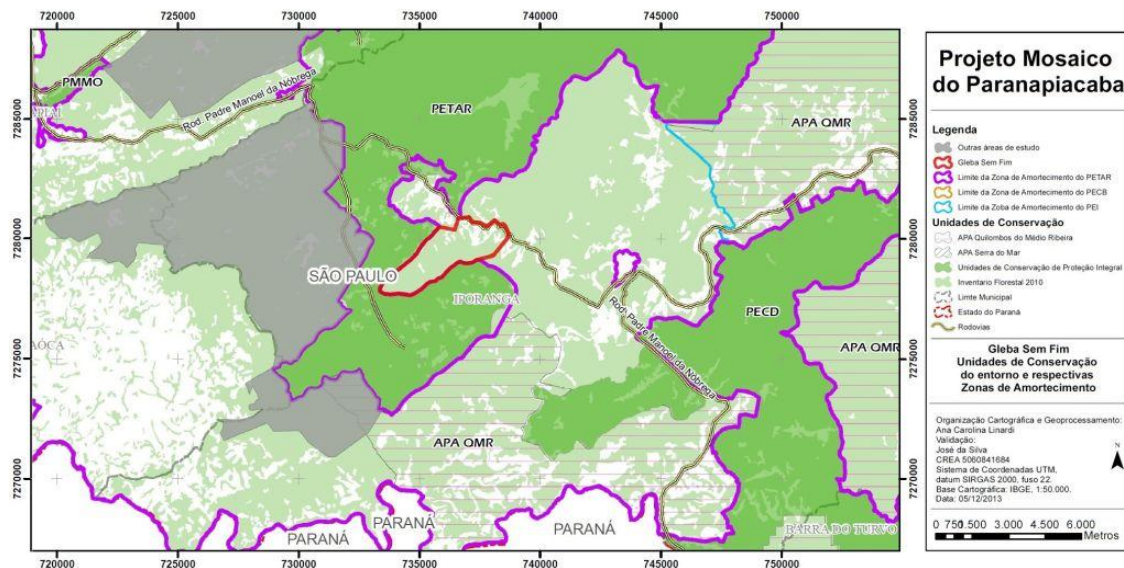 720000 725000 730000 735000 740000 745000 750000
7285000
7280000
7275000
7270000
7285000
7280000
7275000
7270000
PMMO
Rod. Padre Manoel da Nóbrega
PETAR
APA QMR
SÃO PAULO
IPORANGA
Rod. Padre Manoel da Nóbrega
PECD
APA QMR
APA QMR
PARANÁ
PARANÁ
PARANÁ
BARRA DO TURVO
720000 725000 730000 735000 740000 745000 750000
Projeto Mosaico
do Paranapiacaba
Legenda
Outras áreas de estudo
Gleba Sem Fim
Limite da Zona de Amortecimento do PETAR
Limite da Zona de Amortecimento do PECB
Limite da Zoba de Amortecimento do PEI
Unidades de Conservação
APA Quilombos do Médio Ribeira
APA Serra do Mar
Unidades de Conservação de Proteção Integral
Inventário Florestal 2010
Limte Municipal
Estado do Paraná
Rodovias
Gleba Sem Fim
Unidades de Conservação
do entorno e respectivas
Zonas de Amortecimento
Organização Cartográfica e Geoprocessamento:
Ana Carolina Linardi
Validação:
José da Silva
CREA 5060841684
Sistema de Coordenadas UTM,
datum SIRGAS 2000, fuso 22.
Base Cartográfica: IBGE, 1:50.000.
Data: 05/12/2013
N
0 750 1.500 3.000 4.500 6.000
Metros